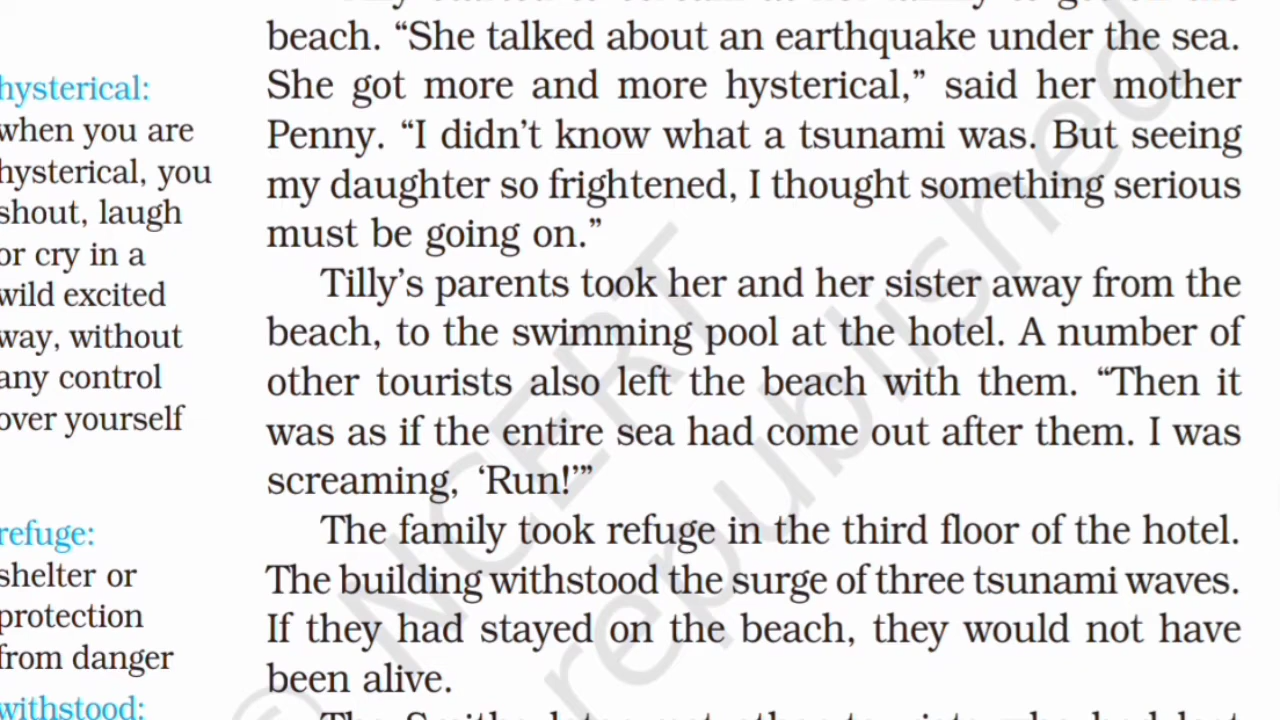 beach. “She talked about an earthquake under the sea.
She got more and more hysterical,” said her mother
Penny. “I didn’t know what a tsunami was. But seeing
my daughter so frightened, I thought something serious
must be going on.”
Tilly’s parents took her and her sister away from the
beach, to the swimming pool at the hotel. A number of
other tourists also left the beach with them. “Then it
was as if the entire sea had come out after them. I was
screaming, ‘Run!’”
The family took refuge in the third floor of the hotel.
The building withstood the surge of three tsunami waves.
If they had stayed on the beach, they would not have
been alive.
hysterical:
when you are
hysterical, you
shout, laugh
or cry in a
wild excited
way, without
any control
over yourself
refuge:
shelter or
protection
from danger
withstood:
© NCERT
republished